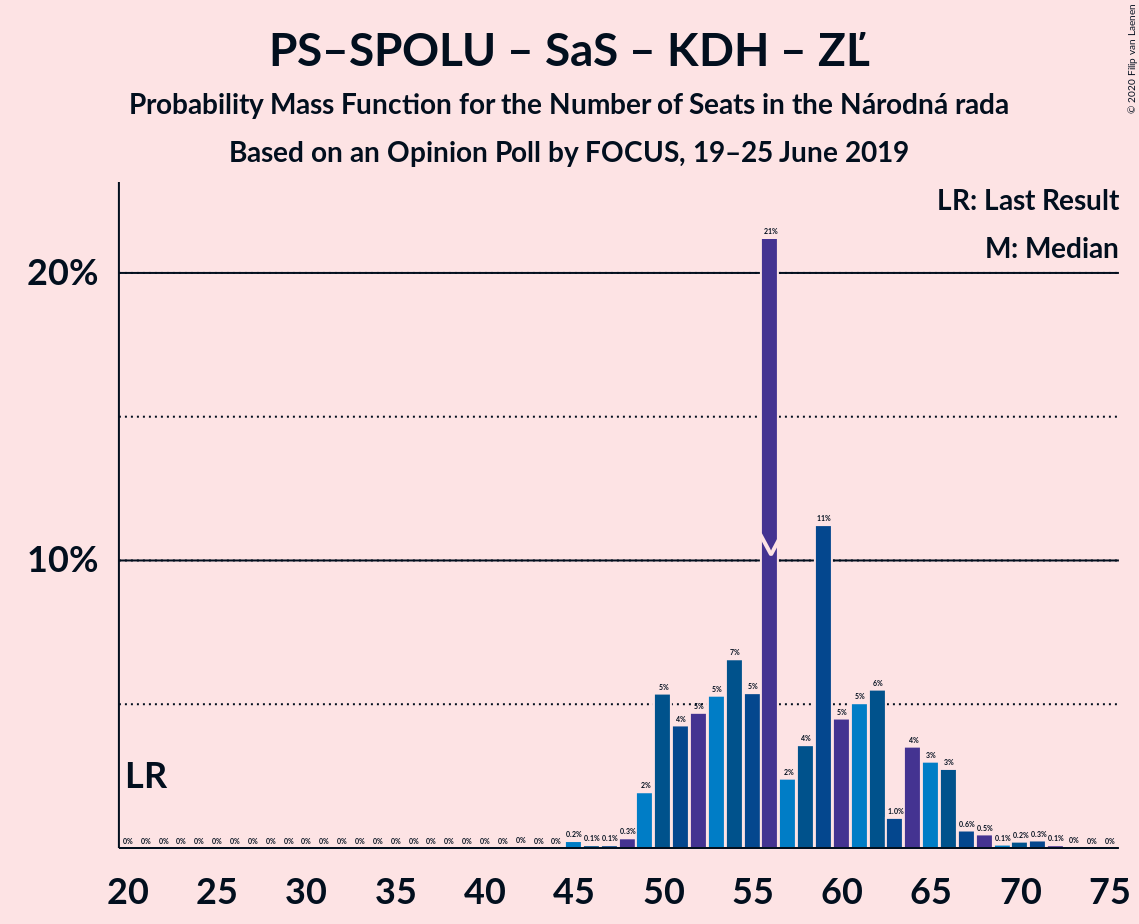 PS–SPOLU – SaS – KDH – ZĽ
Probability Mass Function for the Number of Seats in the Národná rada
Based on an Opinion Poll by FOCUS, 19–25 June 2019
© 2020 Filip van Laenen
LR: Last Result
M: Median
20%
10%
LR
0% 0% 0% 0% 0% 0% 0% 0% 0% 0% 0% 0% 0% 0% 0% 0% 0% 0% 0% 0% 0% 0% 0% 0% 0% 0.2% 0.1% 0.1% 0.3% 2% 5% 4% 5% 5% 7% 5% 21% 2% 4% 11% 5% 5% 6% 1.0% 4% 3% 3% 0.6% 0.5% 0.1% 0.2% 0.3% 0.1% 0% 0% 0%
20 25 30 35 40 45 50 55 60 65 70 75